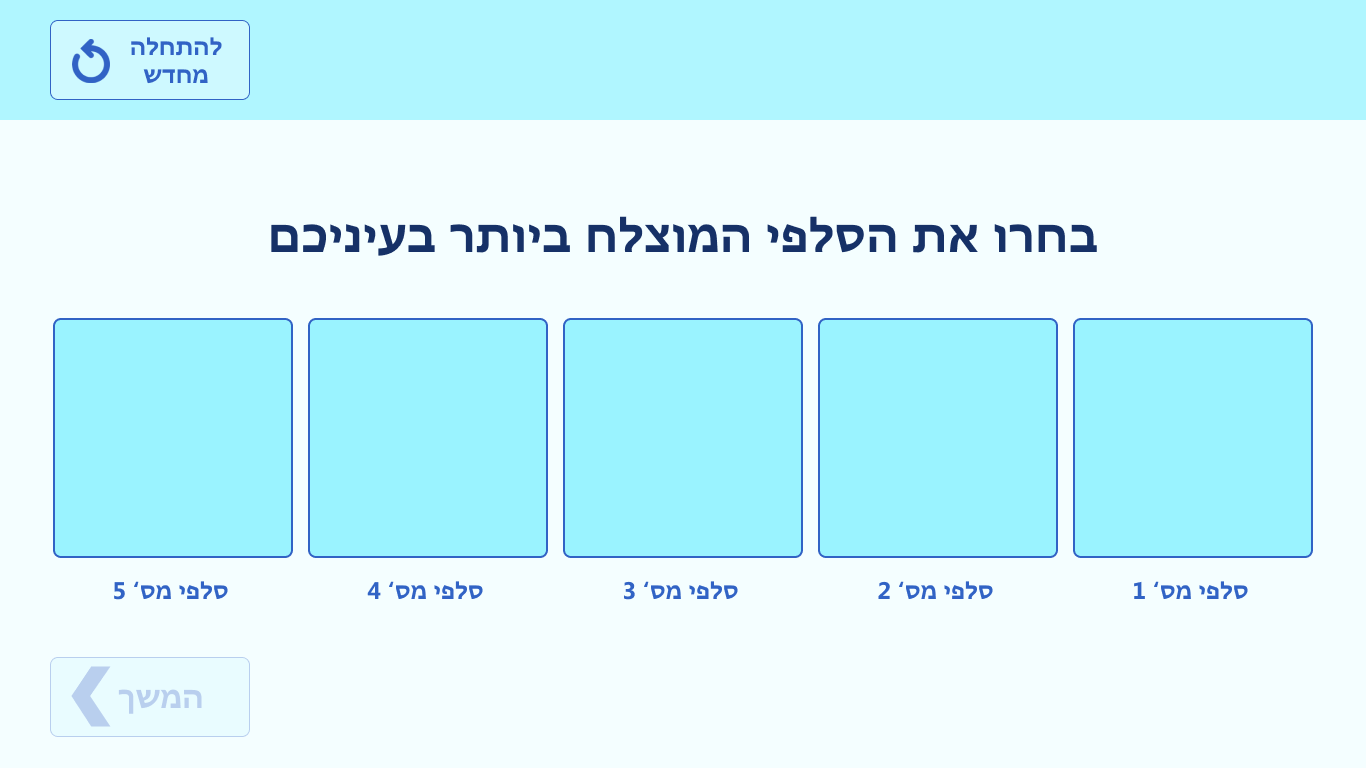 להתחלה
מחדש
בחרו את הסלפי המוצלח ביותר בעיניכם
סלפי מס‘ 1
סלפי מס‘ 2
סלפי מס‘ 3
סלפי מס‘ 4
סלפי מס‘ 5
המשך